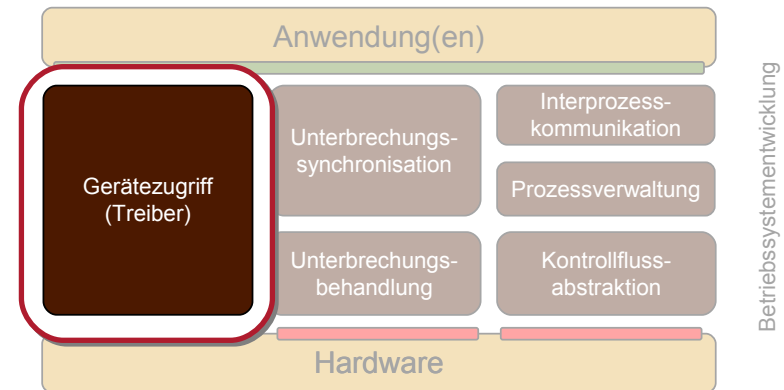 Anwendung(en)
Gerätezugriff
(Treiber)
Unterbrechungs-
synchronisation
Unterbrechungs-
behandlung
Interprozess-
kommunikation
Prozessverwaltung
Kontrollfluss-
abstraktion
Hardware
Betriebssystementwicklung